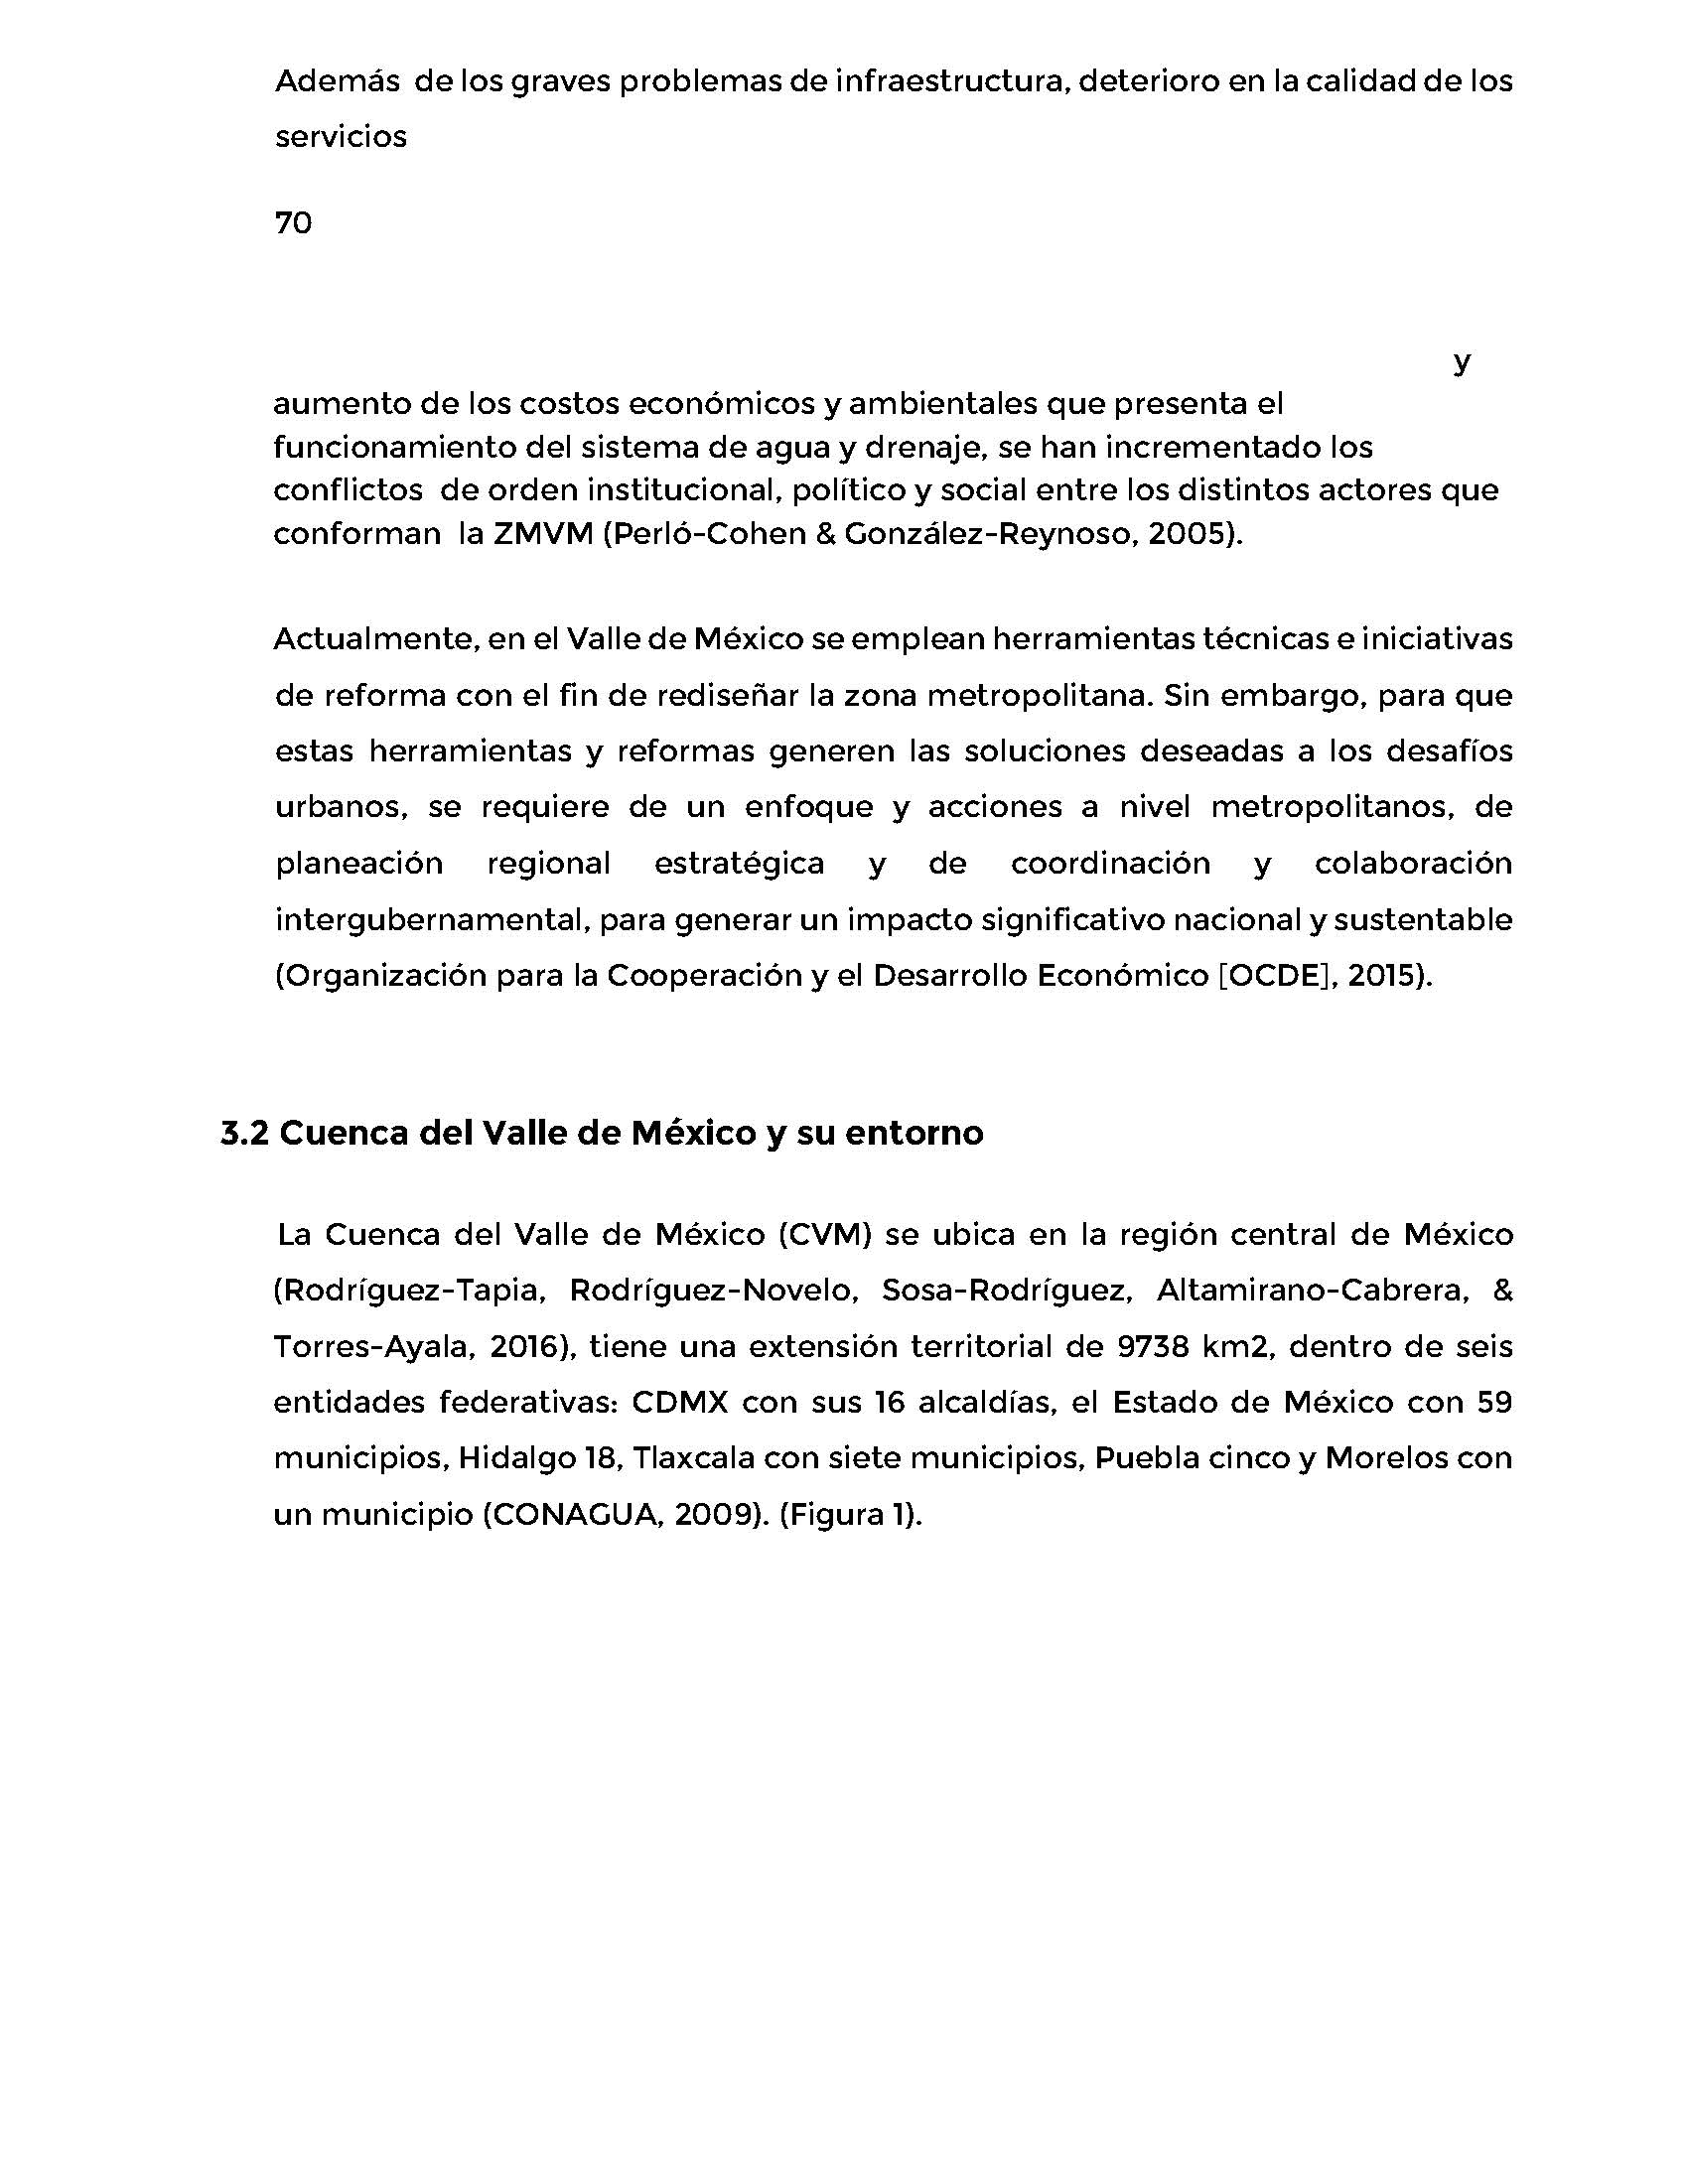 Además de los graves problemas de infraestructura, deterioro en la calidad de los
servicios
70
y
aumento de los costos económicos y ambientales que presenta el
funcionamiento del sistema de agua y drenaje, se han incrementado los
conflictos de orden institucional, político y social entre los distintos actores que
conforman la ZMVM (Perló-Cohen & González-Reynoso, 2005).
Actualmente, en el Valle de México se emplean herramientas técnicas e iniciativas
de reforma con el fin de rediseñar la zona metropolitana. Sin embargo, para que
estas herramientas y reformas generen las soluciones deseadas a los desafíos
urbanos, se requiere de un enfoque y acciones a nivel metropolitanos, de
planeación regional estratégica y de coordinación y colaboración
intergubernamental, para generar un impacto significativo nacional y sustentable
(Organización para la Cooperación y el Desarrollo Económico [OCDE], 2015).
3.2 Cuenca del Valle de México y su entorno
La Cuenca del Valle de México (CVM) se ubica en la región central de México
(Rodríguez-Tapia, Rodríguez-Novelo, Sosa-Rodríguez, Altamirano-Cabrera, &
Torres-Ayala, 2016), tiene una extensión territorial de 9738 km2, dentro de seis
entidades federativas: CDMX con sus 16 alcaldías, el Estado de México con 59
municipios, Hidalgo 18, Tlaxcala con siete municipios, Puebla cinco y Morelos con
un municipio (CONAGUA, 2009). (Figura 1).